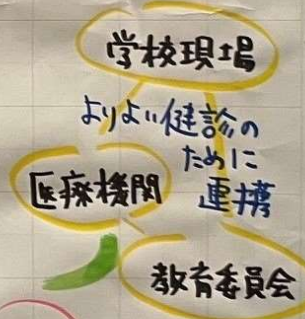 学校現場
よりよい健診の
ために
連携
医療機関
教育委員会